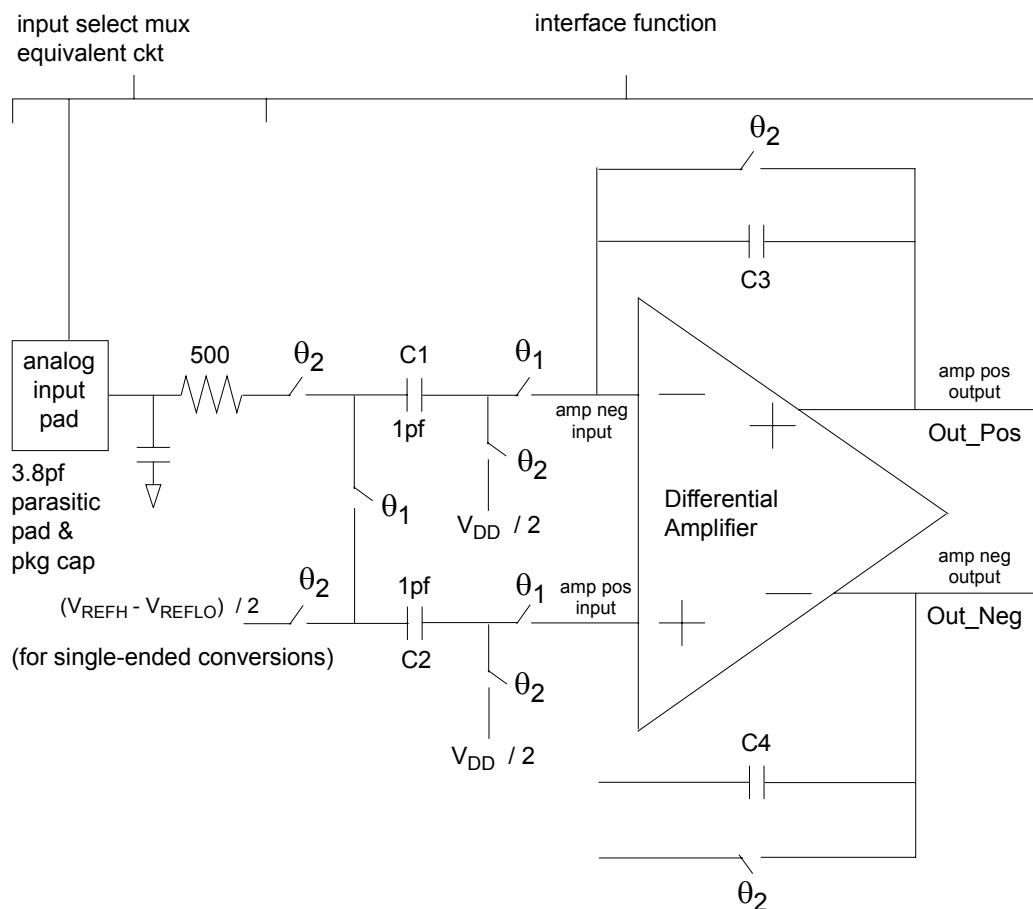 input select mux
equivalent ckt
interface function
θ2
C3
analog
input
pad
500
θ2
C1
1pf
θ1
amp neg
input
amp pos
output
Out_Pos
3.8pf
parasitic
pad &
pkg cap
θ1
θ2
VDD / 2
Differential
Amplifier
(VREFH - VREFLO) / 2
θ2
1pf
C2
θ1
amp pos
input
amp neg
output
Out_Neg
(for single-ended conversions)
θ2
VDD / 2
C4
θ2